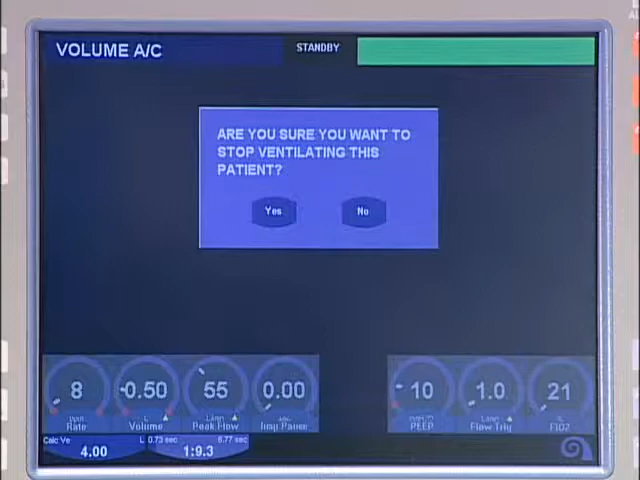 VOLUME A/C
STANDBY
ARE YOU SURE YOU WANT TO
STOP VENTILATING THIS
PATIENT?
Yes
No
8
0.50
55
0.00
10
1.0
21
Rate
Volume
Peak Flow
Insp Pause
PEEP
Flow Trig
FIO2
Calc Ve
L
0.73 sec
6.77 sec
4.00
1:9.3